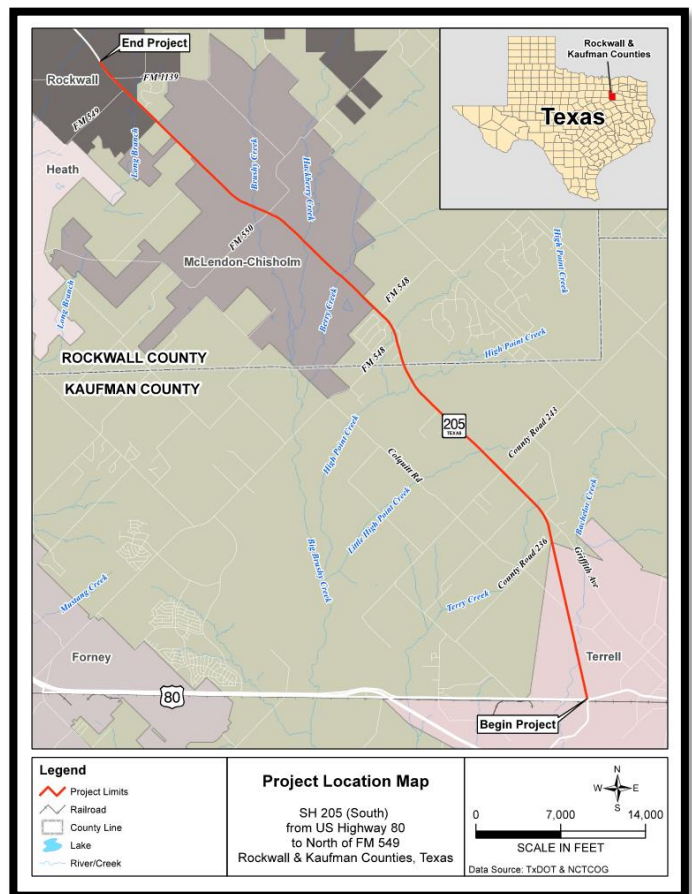 End Project
Rockwall
FM 1139
FM 549
Long Branch
Heath
Brushy Creek
Hackberry Creek
FM 550
McLendon-Chisholm
Long Branch
Berry Creek
FM 548
High Point Creek
ROCKWALL COUNTY
FM 548
High Point Creek
KAUFMAN COUNTY
205
TEXAS
County Road 243
High Point Creek
Colquitt Rd
Little High Point Creek
Bachelor Creek
Big Brushy Creek
County Road 236
Griffith Ave
Mustang Creek
Terry Creek
Forney
Terrell
80
Begin Project
Rockwall &
Kaufman Counties
Texas
Legend
Project Limits
Railroad
County Line
Lake
River/Creek
Project Location Map
SH 205 (South)
from US Highway 80
to North of FM 549
Rockwall & Kaufman Counties, Texas
N
W E
S
0 7,000 14,000
SCALE IN FEET
Data Source: TxDOT & NCTCOG